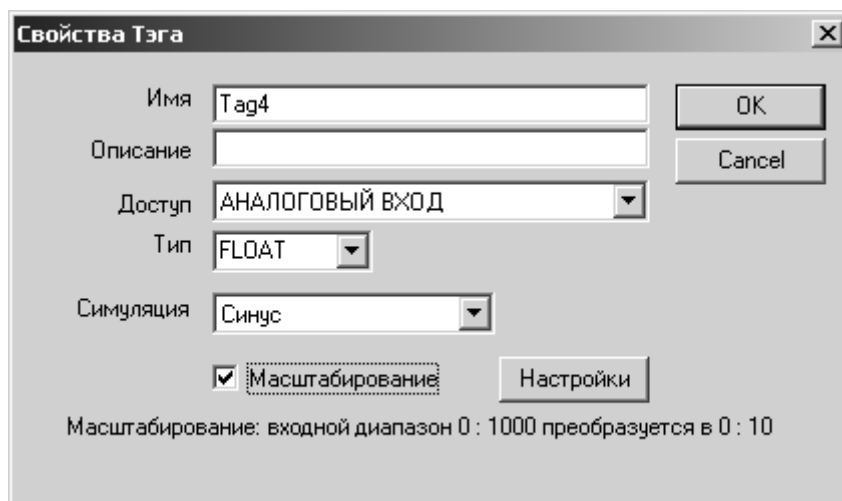 Свойства Тэга
Имя Tag4 OK
Описание Cancel
Доступ АНАЛОГОВЫЙ ВХОД
Тип FLOAT
Симуляция Синус
Масштабирование Настройки
Масштабирование: входной диапазон 0 : 1000 преобразуется в 0 : 10